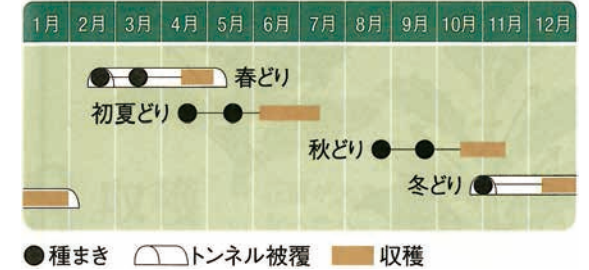 1月 2月 3月 4月 5月 6月 7月 8月 9月 10月 11月 12月
春どり
初夏どり
秋どり
冬どり
種まき トンネル被覆 収穫